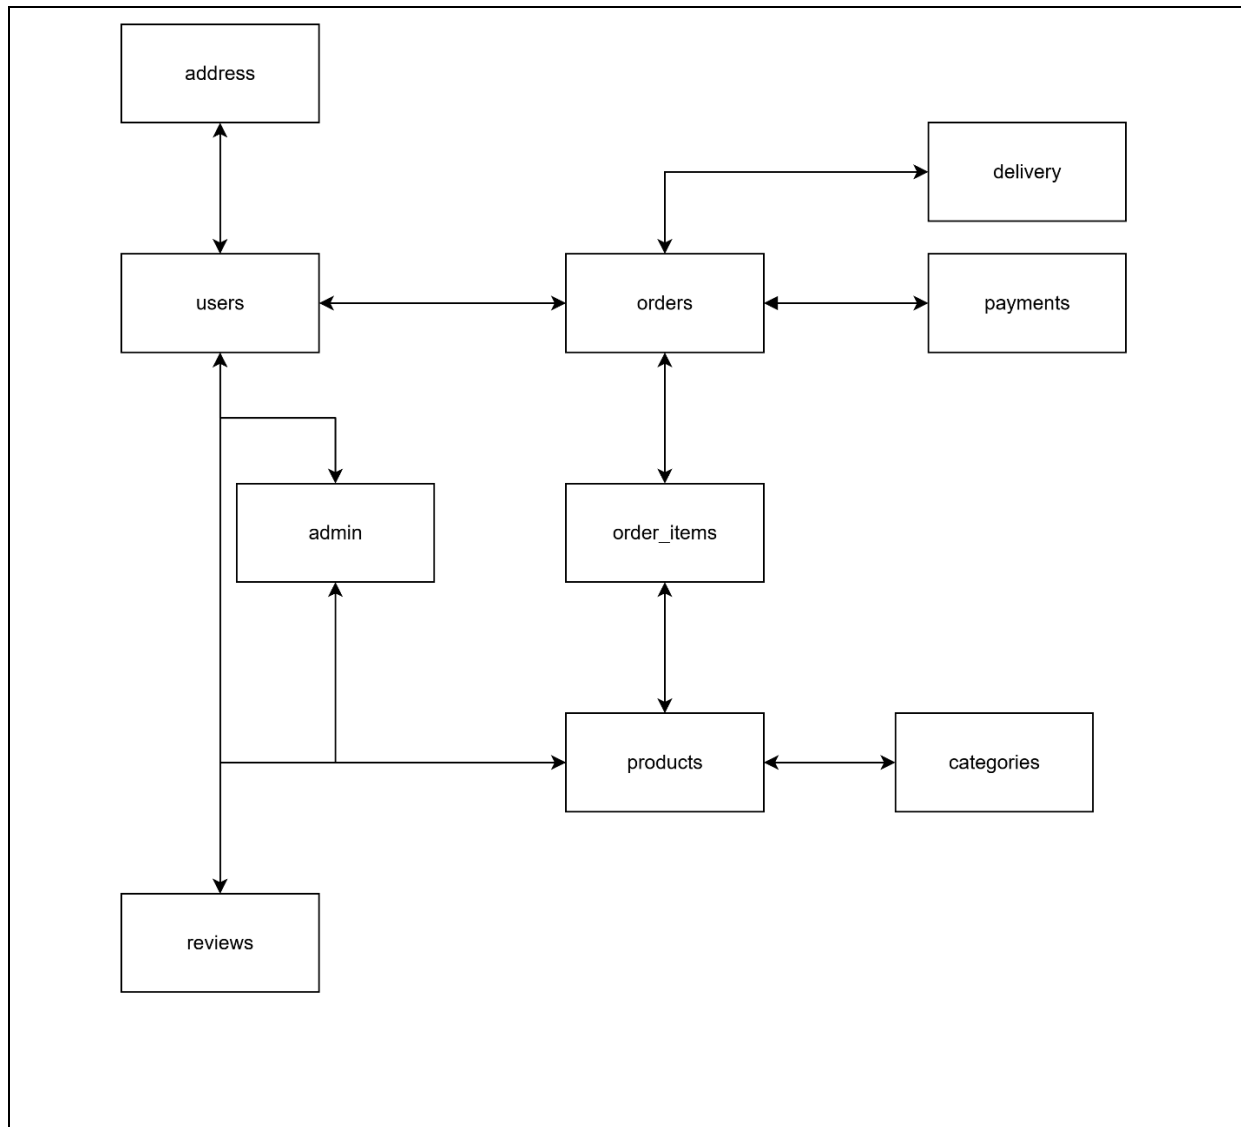 address
delivery
users
orders
payments
admin
order_items
products
categories
reviews